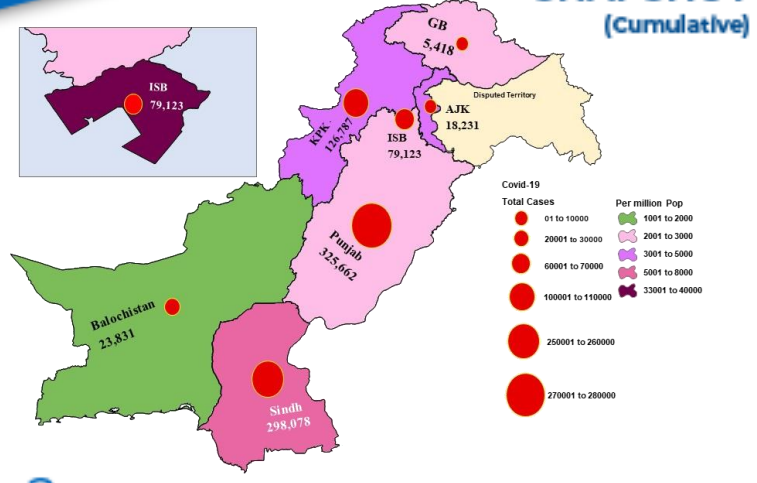 (Cumulative)
GB
5,418
ISB
79,123
Disputed Territory
AJK
18,231
KPK
126,787
ISB
79,123
Punjab
325,662
Balochistan
23,831
Sindh
298,078
Covid-19
Total Cases
01 to 10000
20001 to 30000
60001 to 70000
100001 to 110000
250001 to 260000
270001 to 280000
Per million Pop
1001 to 2000
2001 to 3000
3001 to 5000
5001 to 8000
33001 to 40000